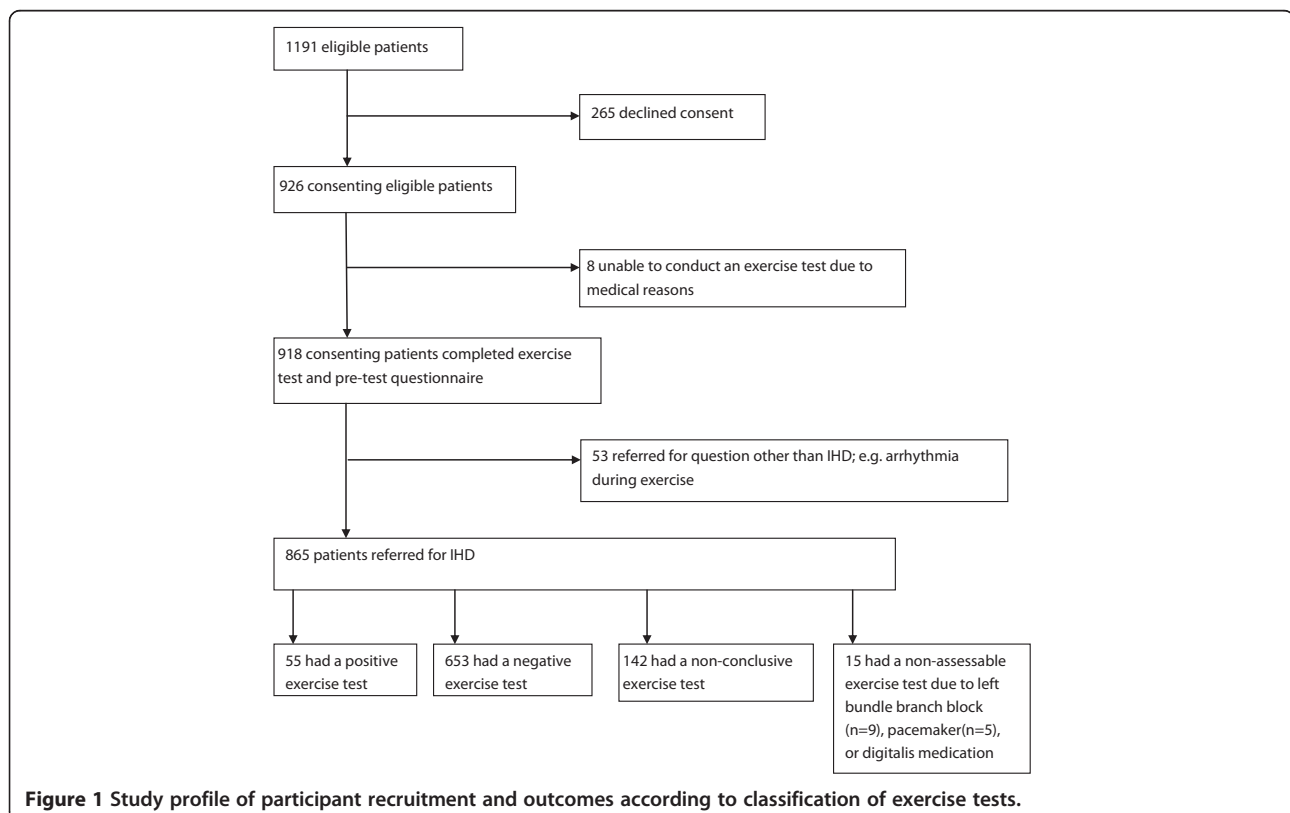 1191 eligible patients
265 declined consent
926 consenting eligible patients
8 unable to conduct an exercise test due to
medical reasons
918 consenting patients completed exercise
test and pre-test questionnaire
53 referred for question other than IHD; e.g. arrhythmia
during exercise
865 patients referred for IHD
55 had a positive
exercise test
653 had a negative
exercise test
142 had a non-conclusive
exercise test
15 had a non-assessable
exercise test due to left
bundle branch block
(n=9), pacemaker(n=5),
or digitalis medication
Figure 1 Study profile of participant recruitment and outcomes according to classification of exercise tests.